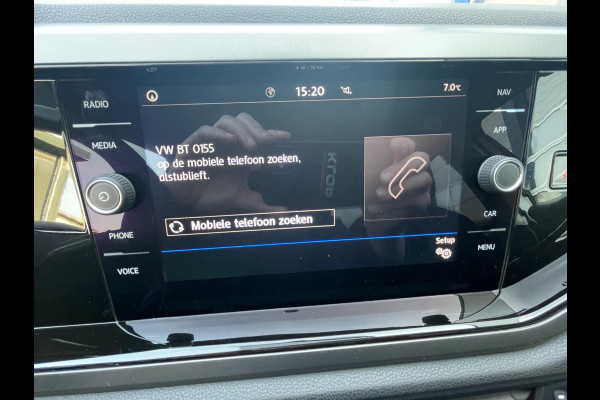 15:20
7.0°C
RADIO
NAV
MEDIA
APP
VW BT 0155
op de mobiele telefoon zoeken,
alstublieft.
Mobiele telefoon zoeken
CAR
PHONE
Setup
MENU
VOICE